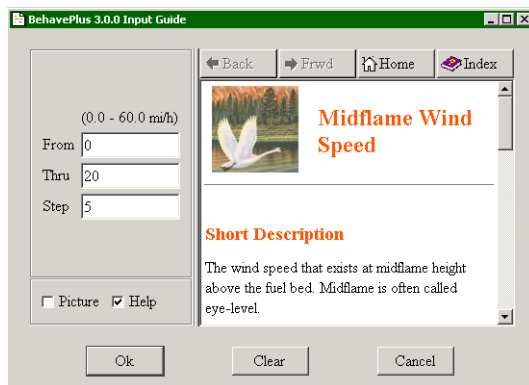 BehavePlus 3.0.0 Input Guide
Back Frwd Home Index
(0.0 - 60.0 mi/h)
From 0
Thru 20
Step 5
Picture Help
Midflame Wind
Speed
Short Description
The wind speed that exists at midflame height
above the fuel bed. Midflame is often called
eye-level.
Ok Clear Cancel